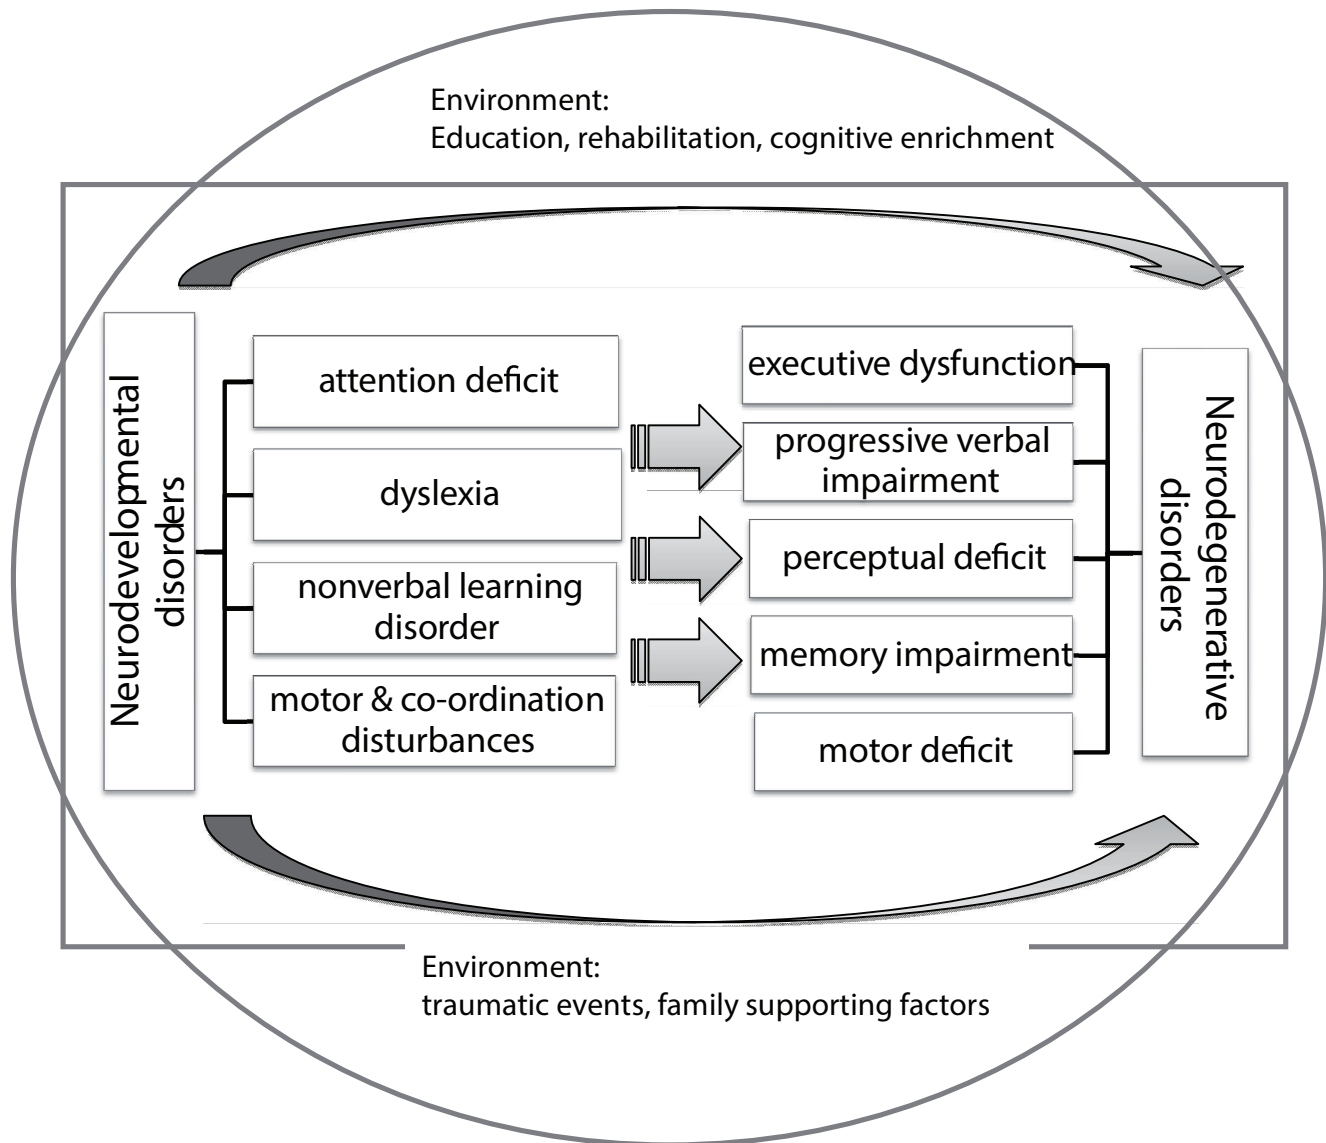 Environment:
Education, rehabilitation, cognitive enrichment
Neurodevelopmental
disorders
attention deficit
dyslexia
nonverbal learning
disorder
motor & co-ordination
disturbances
executive dysfunction
progressive verbal
impairment
perceptual deficit
memory impairment
motor deficit
Neurodegenerative
disorders
Environment:
traumatic events, family supporting factors